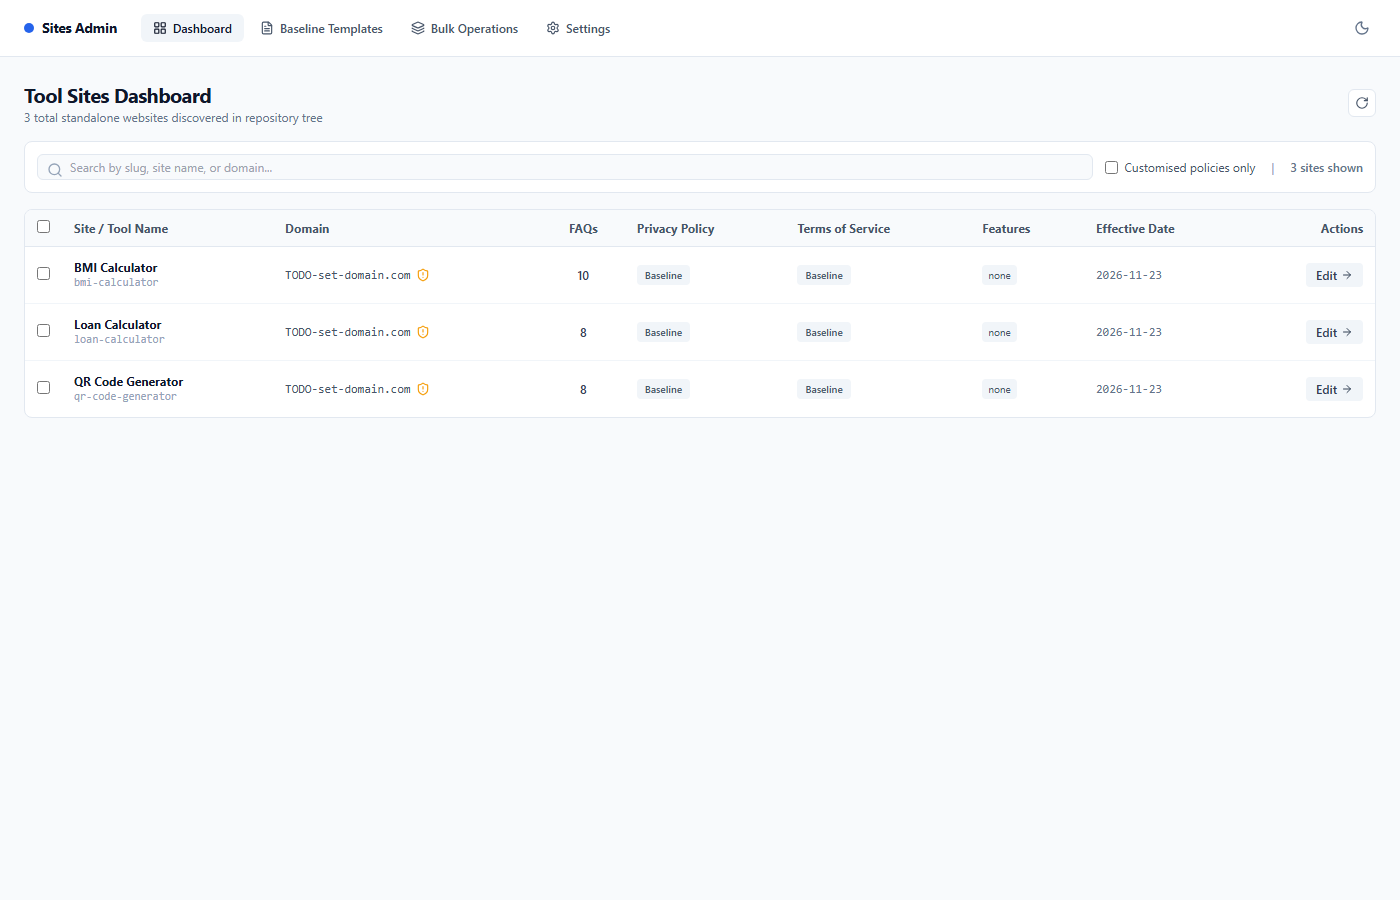 Sites Admin Dashboard Baseline Templates Bulk Operations Settings
Tool Sites Dashboard
3 total standalone websites discovered in repository tree
Search by slug, site name, or domain... Customised policies only | 3 sites shown
Site / Tool Name Domain FAQs Privacy Policy Terms of Service Features Effective Date Actions
BMI Calculator
bmi-calculator
TODO-set-domain.com 10 Baseline Baseline none 2026-11-23 Edit →
Loan Calculator
loan-calculator
TODO-set-domain.com 8 Baseline Baseline none 2026-11-23 Edit →
QR Code Generator
qr-code-generator
TODO-set-domain.com 8 Baseline Baseline none 2026-11-23 Edit →